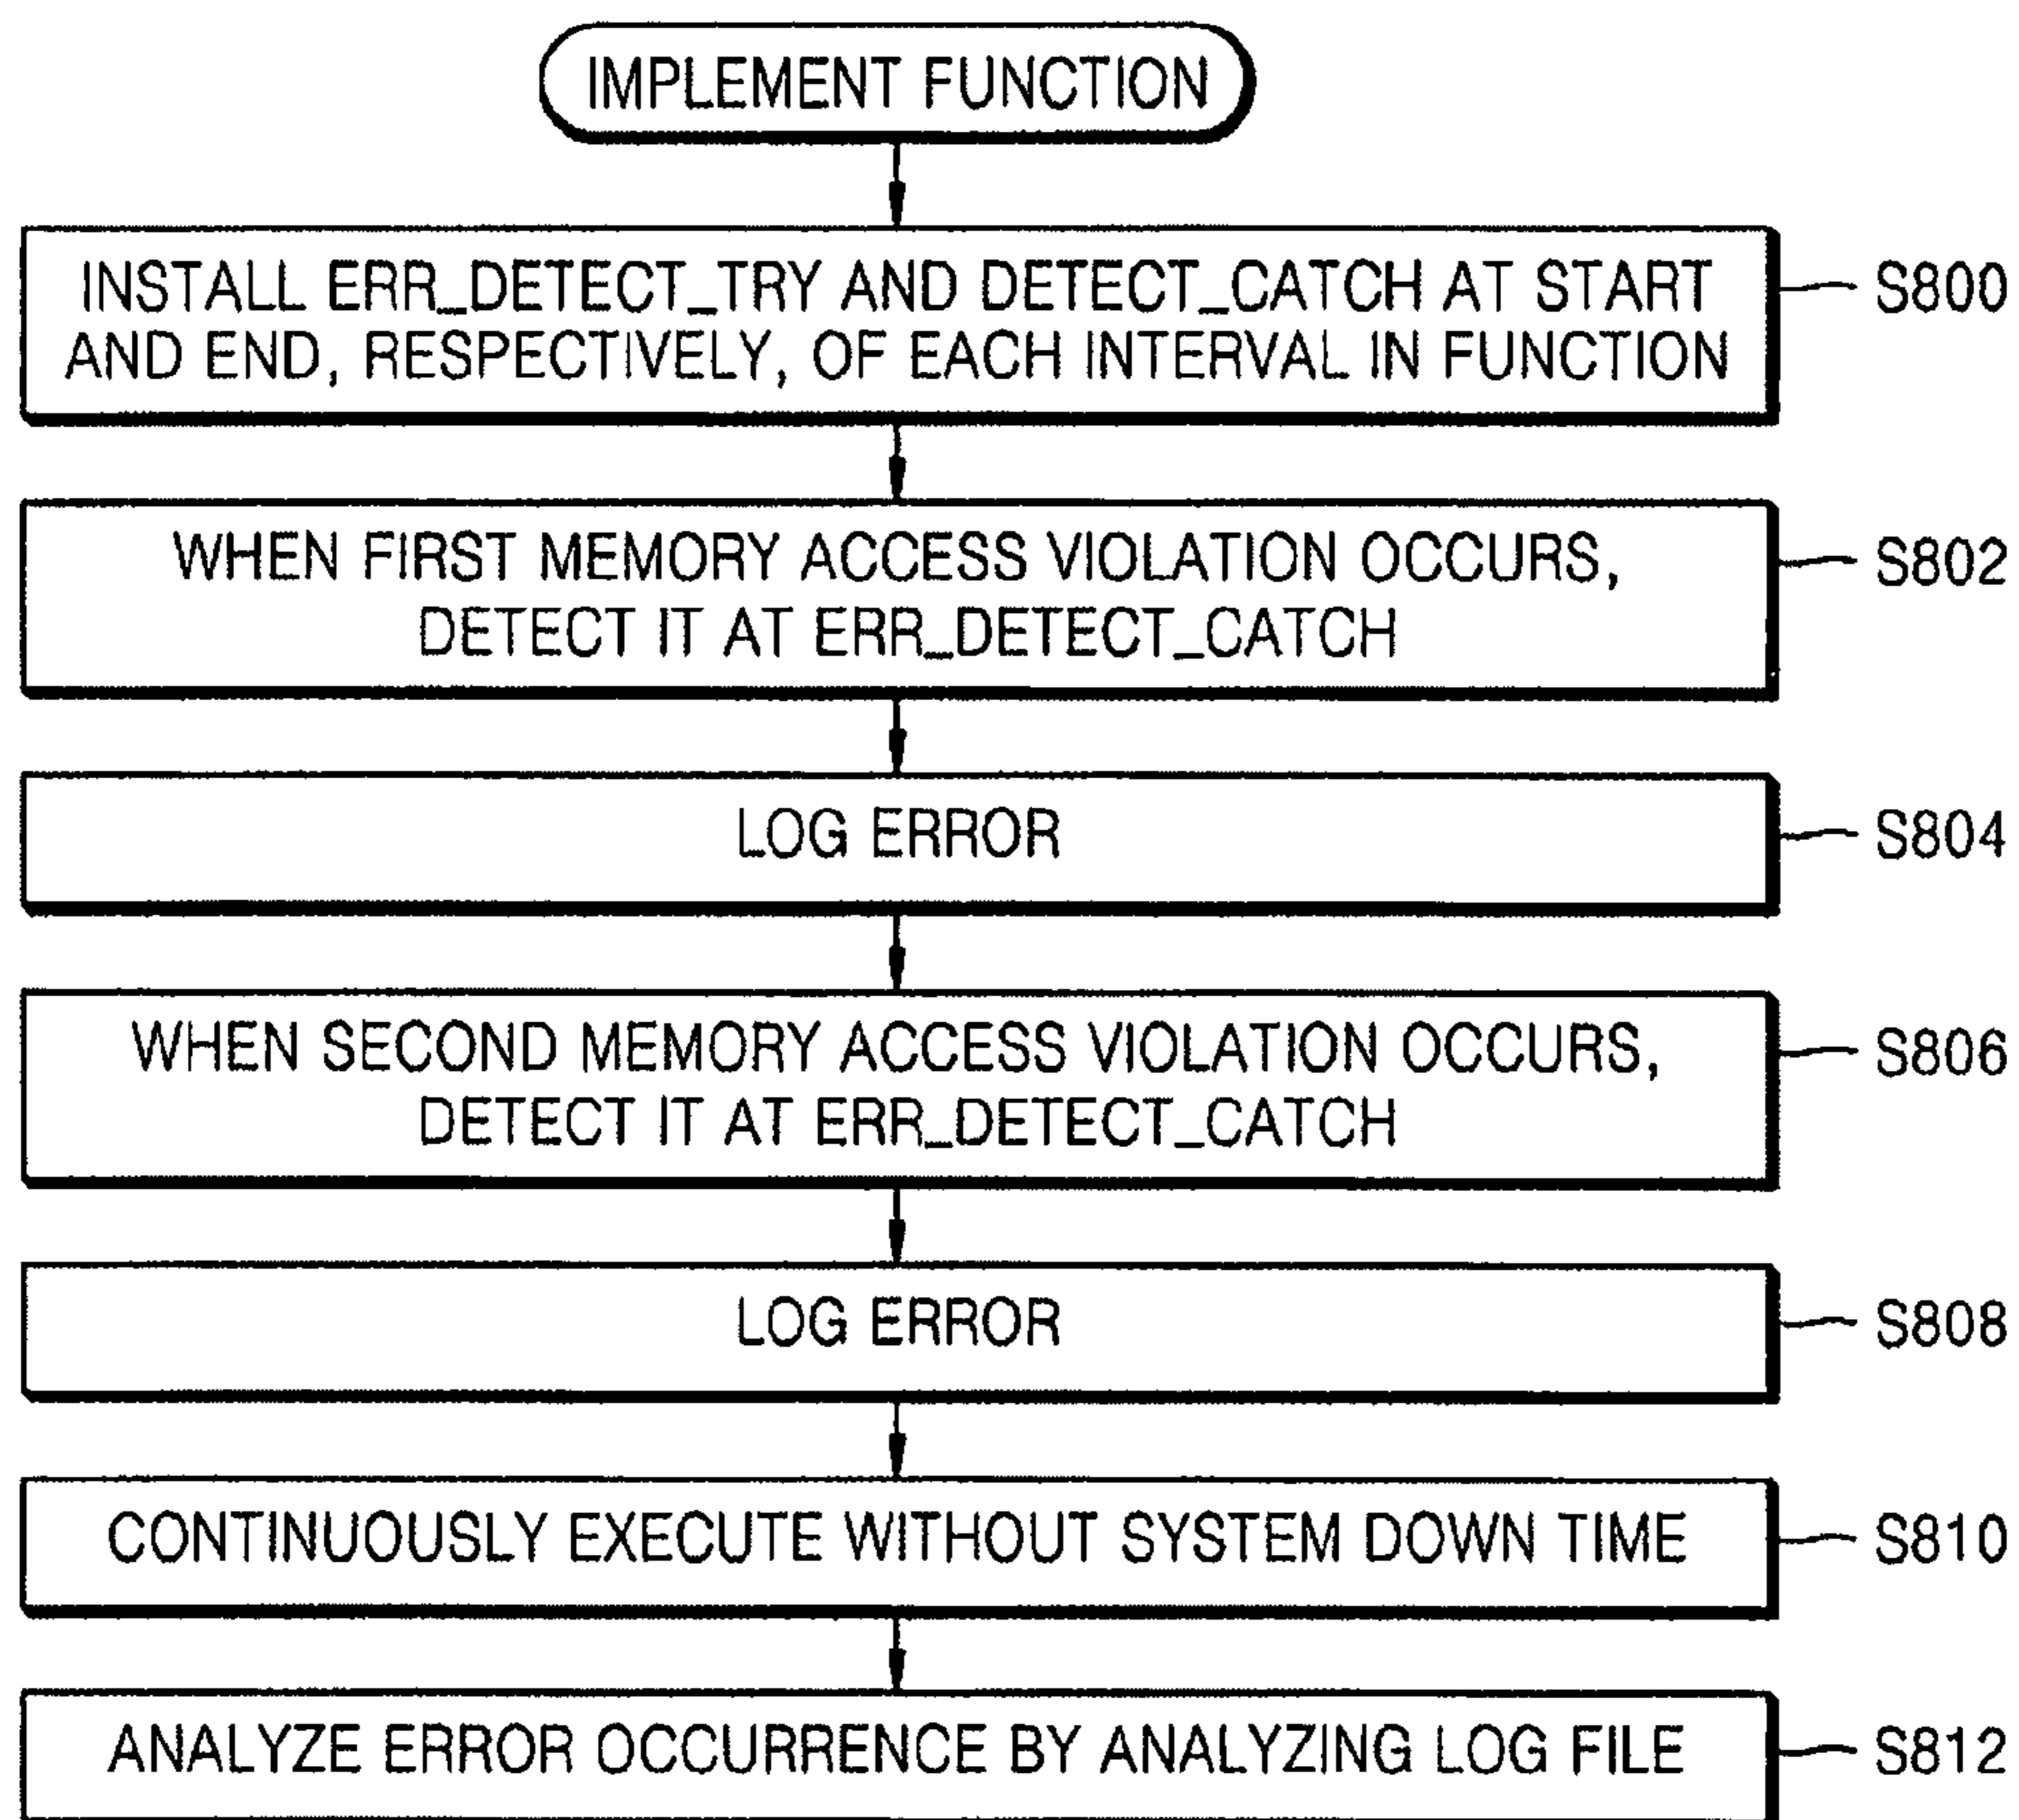 IMPLEMENT FUNCTION
INSTALL ERR_DETECT_TRY AND DETECT_CATCH AT START
AND END, RESPECTIVELY, OF EACH INTERVAL IN FUNCTION
S800
WHEN FIRST MEMORY ACCESS VIOLATION OCCURS,
DETECT IT AT ERR_DETECT_CATCH
S802
LOG ERROR
S804
WHEN SECOND MEMORY ACCESS VIOLATION OCCURS,
DETECT IT AT ERR_DETECT_CATCH
S806
LOG ERROR
S808
CONTINUOUSLY EXECUTE WITHOUT SYSTEM DOWN TIME
S810
ANALYZE ERROR OCCURRENCE BY ANALYZING LOG FILE
S812